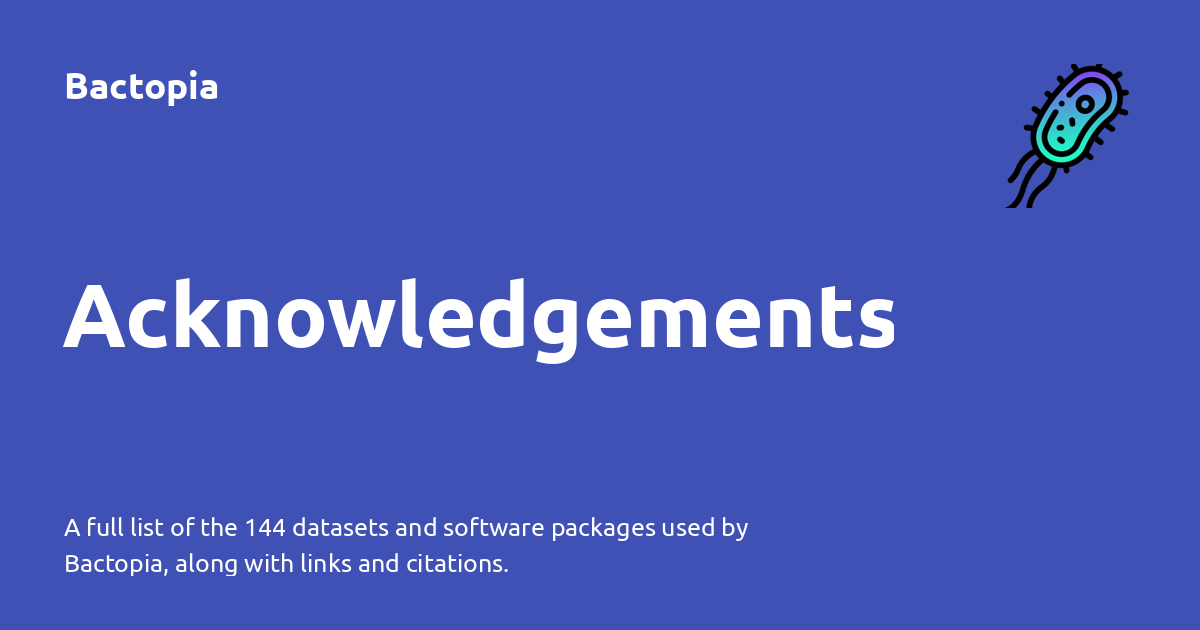 Bactopia
Acknowledgements
A full list of the 144 datasets and software packages used by
Bactopia, along with links and citations.